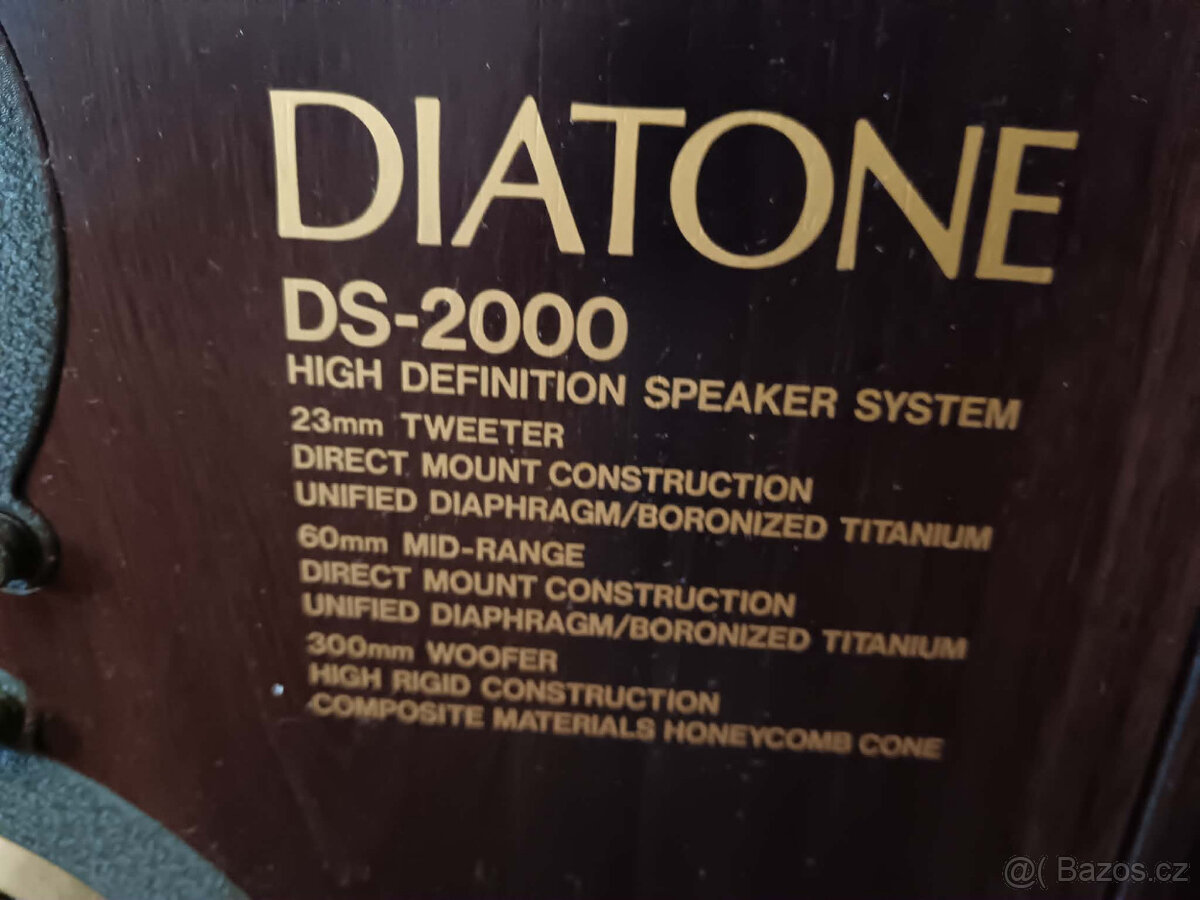 DIATONE
DS-2000
HIGH DEFINITION SPEAKER SYSTEM
23mm TWEETER
DIRECT MOUNT CONSTRUCTION
UNIFIED DIAPHRAGM/BORONIZED TITANIUM
60mm MID-RANGE
DIRECT MOUNT CONSTRUCTION
UNIFIED DIAPHRAGM/BORONIZED TITANIUM
300mm WOOFER
HIGH RIGID CONSTRUCTION
COMPOSITE MATERIALS HONEYCOMB CONE
@( Bazos.cz